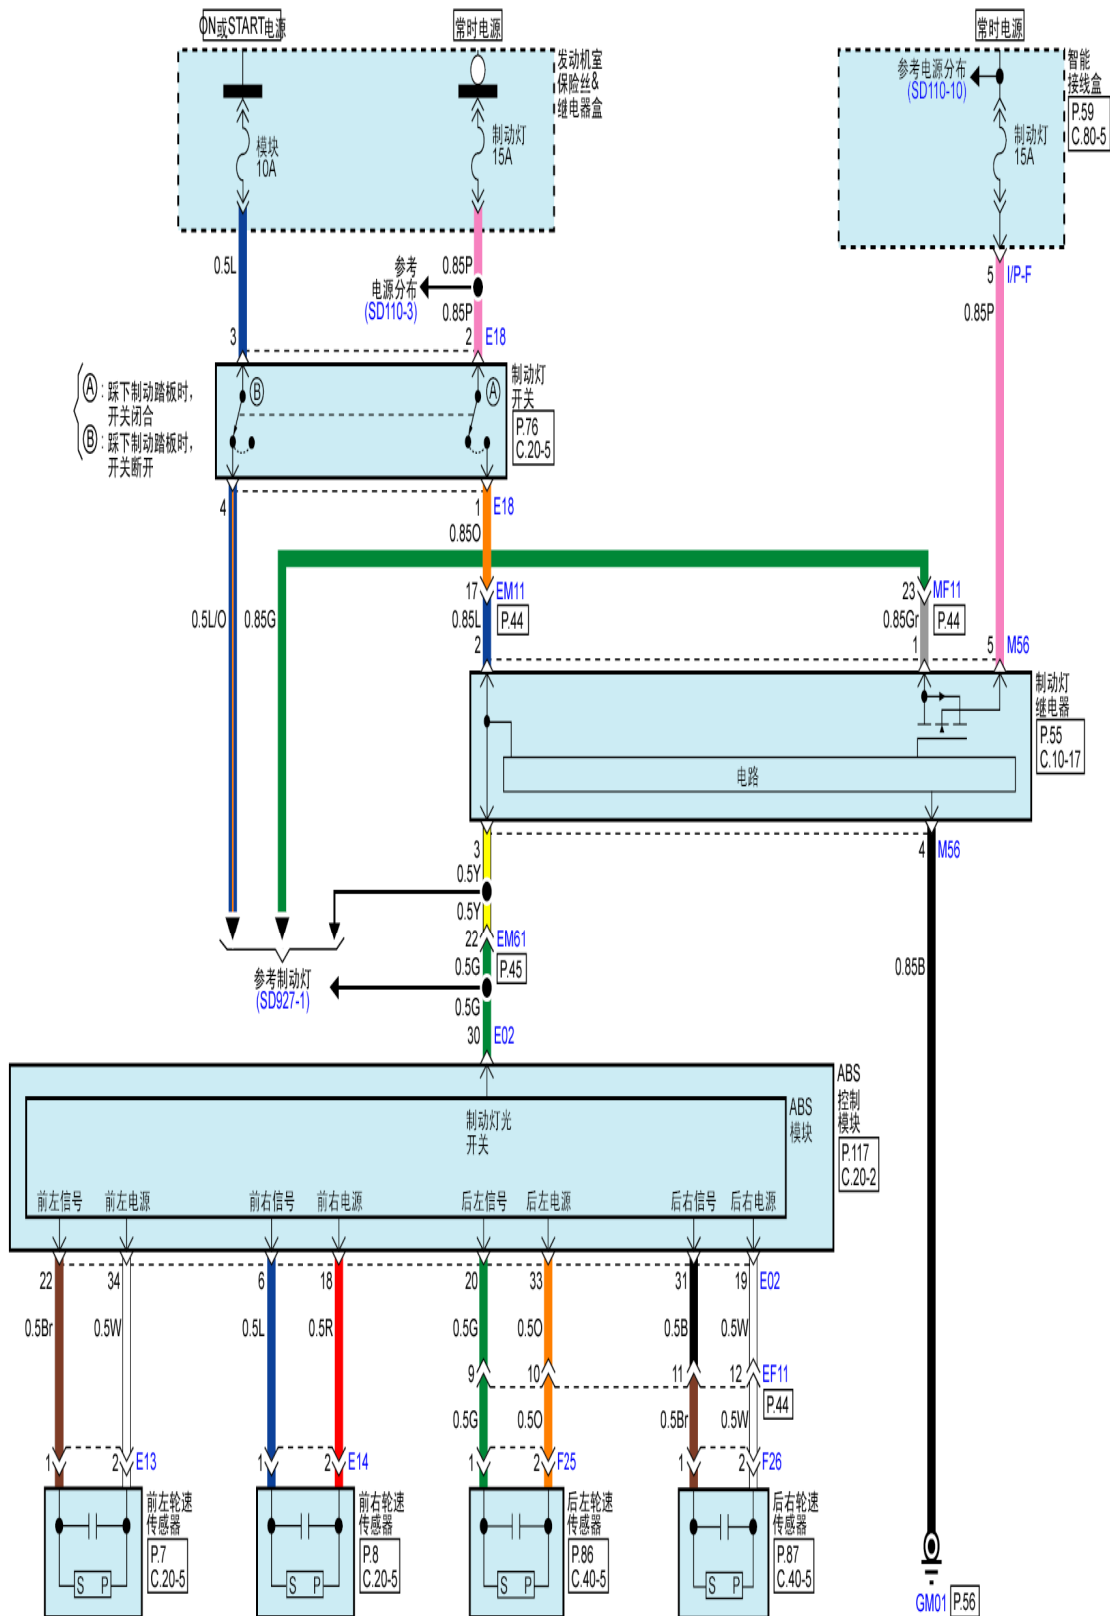 ON或START电源
常时电源
常时电源
发动机室
保险丝&
继电器盒
模块
10A
制动灯
15A
参考电源分布
(SD110-10)
制动灯
15A
智能
接线盒
P.59
C.80-5
0.5L
参考
电源分布
(SD110-3)
0.85P
0.85P
5
I/P-F
0.85P
3
2
E18
Ⓐ：踩下制动踏板时，
开关闭合
Ⓑ：踩下制动踏板时，
开关断开
Ⓑ
Ⓐ
制动灯
开关
P.76
C.20-5
4
1
E18
0.85O
0.5L/O
0.85G
17
EM11
P.44
0.85L
2
23
MF11
P.44
0.85Gr
1
5
M56
制动灯
继电器
P.55
C.10-17
电路
3
4
M56
0.5Y
0.5Y
22
EM61
P.45
0.5G
0.5G
30
E02
参考制动灯
(SD927-1)
0.85B
ABS
控制
模块
P.117
C.20-2
ABS
模块
制动灯光
开关
前左信号
前左电源
前右信号
前右电源
后左信号
后左电源
后右信号
后右电源
22
34
6
18
20
33
31
19
E02
0.5Br
0.5W
0.5L
0.5R
0.5G
0.5O
0.5B
0.5W
9
10
11
12
EF11
P.44
0.5G
0.5O
0.5Br
0.5W
1
2
E13
1
2
E14
1
2
F25
1
2
F26
前左轮速
传感器
P.7
C.20-5
S P
前右轮速
传感器
P.8
C.20-5
S P
后左轮速
传感器
P.86
C.40-5
S P
后右轮速
传感器
P.87
C.40-5
S P
GM01
P.56